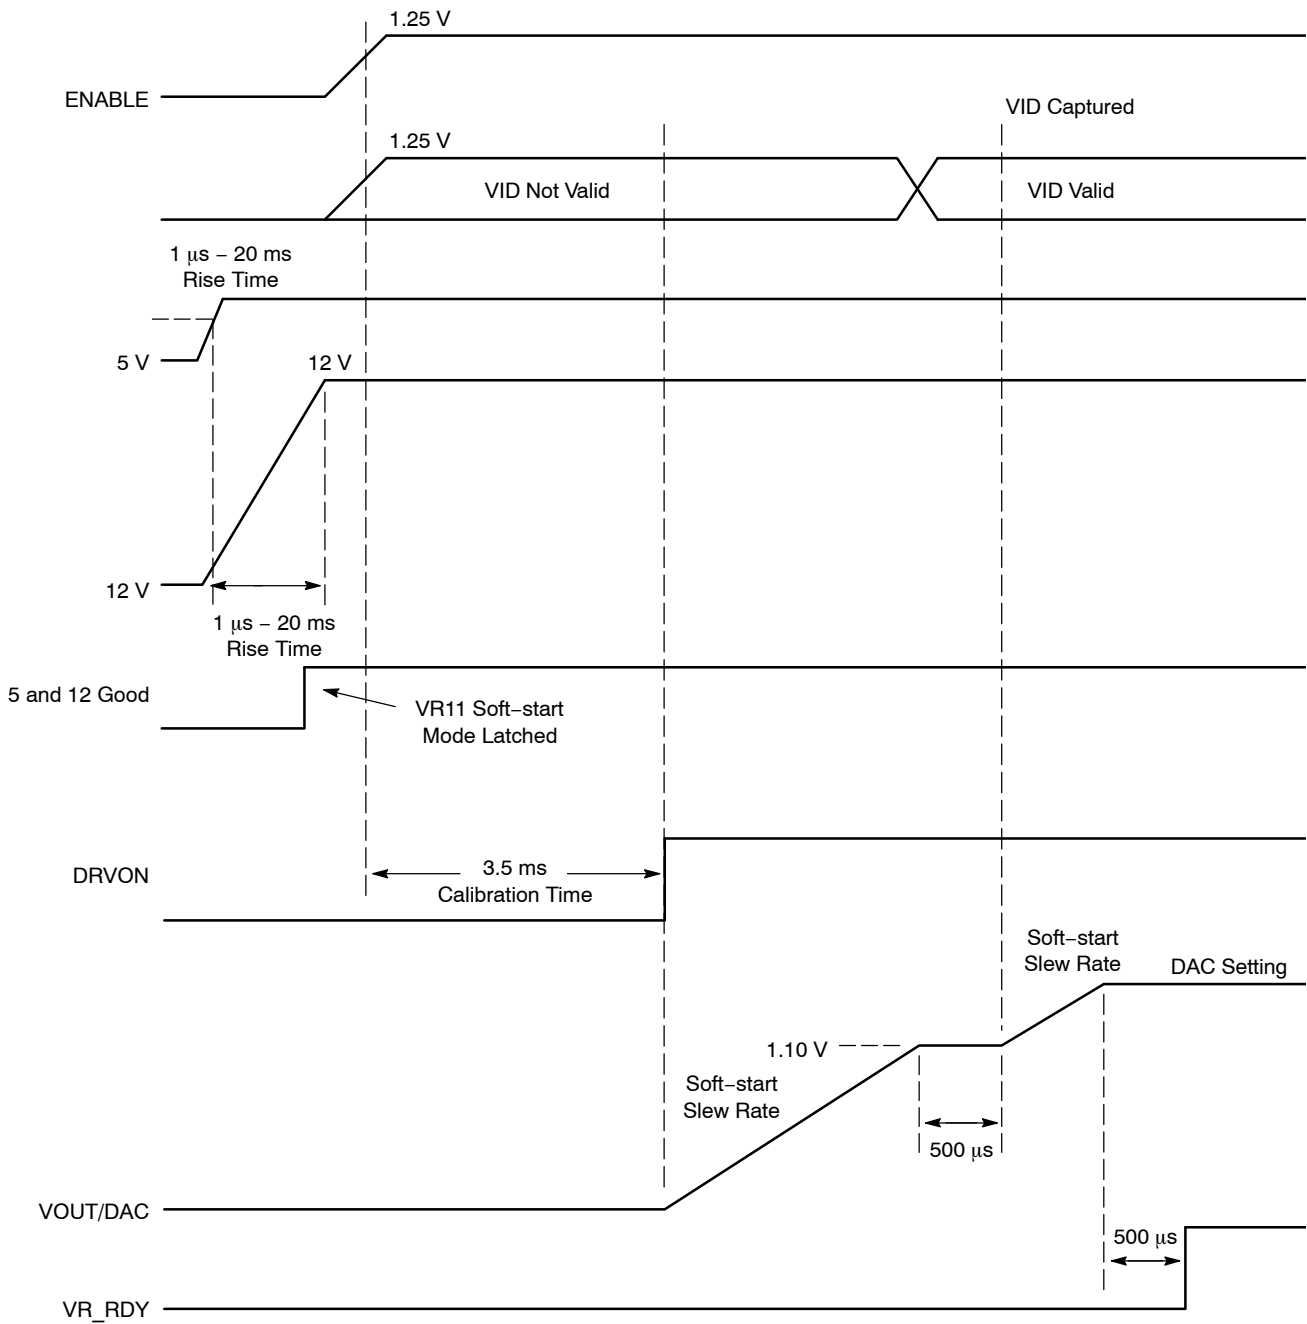 1.25 V
ENABLE
VID Captured
1.25 V
VID Not Valid
VID Valid
1 μs – 20 ms
Rise Time
5 V
12 V
12 V
1 μs – 20 ms
Rise Time
5 and 12 Good
VR11 Soft–start
Mode Latched
DRVON
3.5 ms
Calibration Time
Soft–start
Slew Rate
DAC Setting
1.10 V
Soft–start
Slew Rate
500 μs
VOUT/DAC
500 μs
VR_RDY